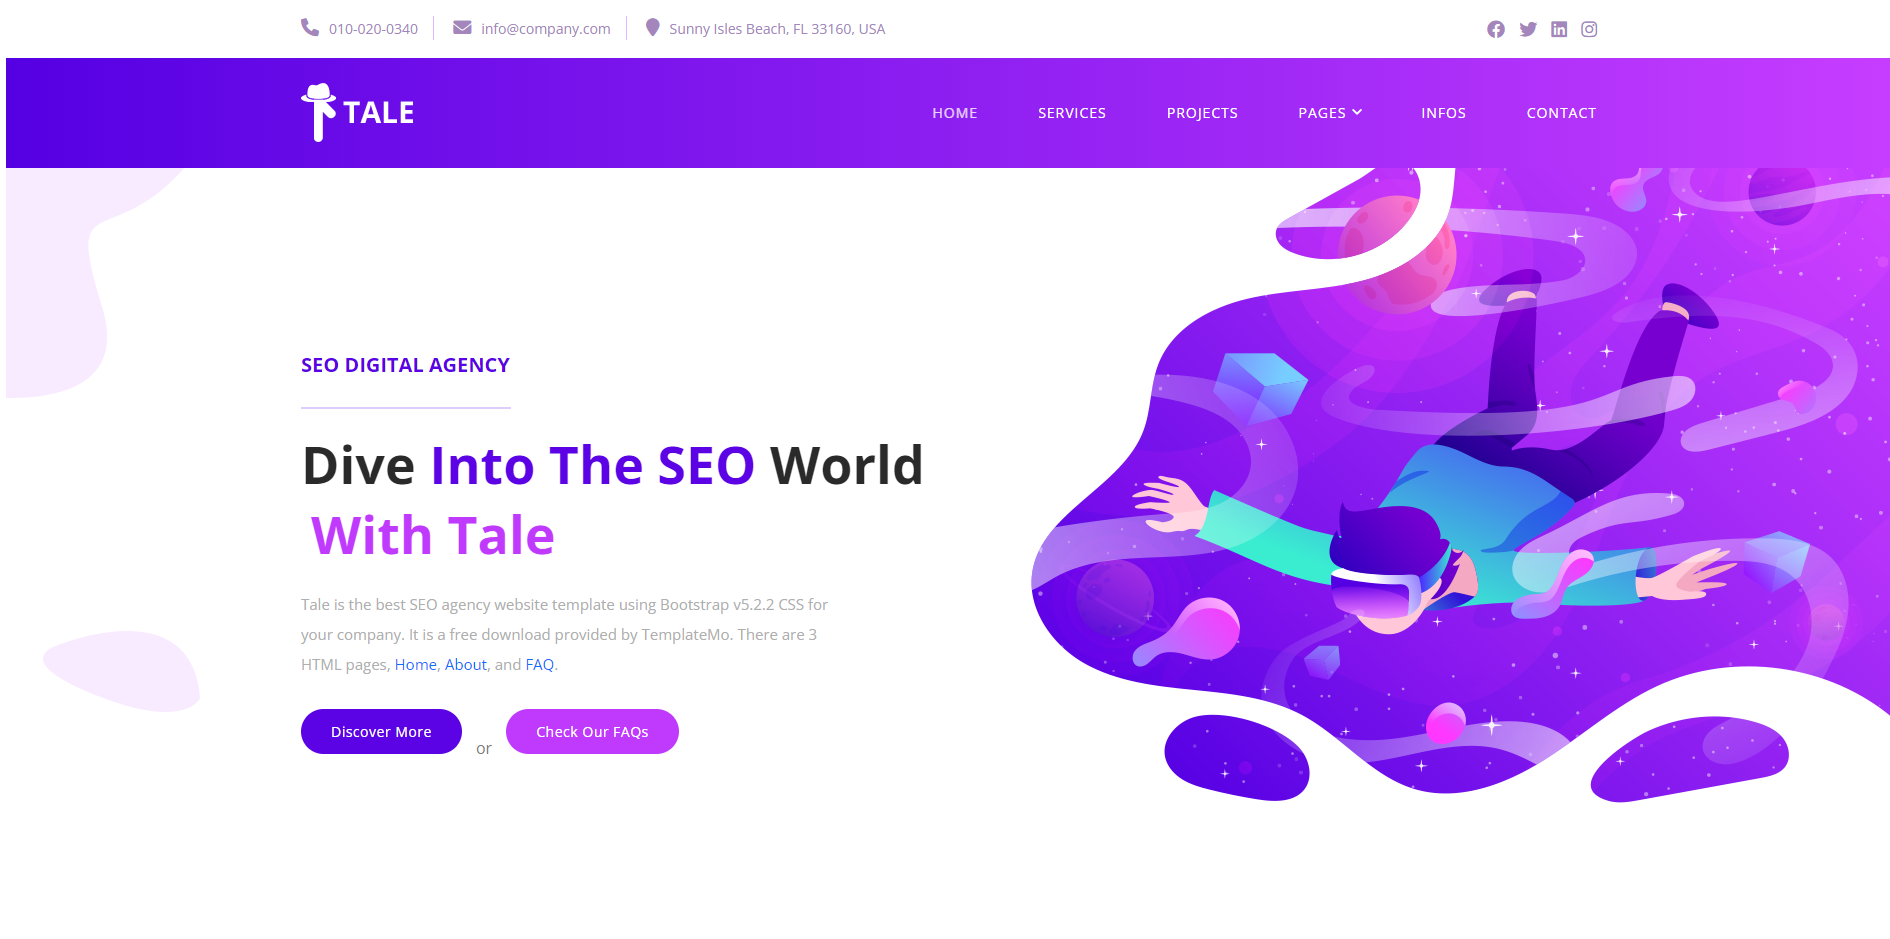 010-020-0340 info@company.com Sunny Isles Beach, FL 33160, USA
TALE HOME SERVICES PROJECTS PAGES INFOS CONTACT
SEO DIGITAL AGENCY
Dive Into The SEO World
With Tale
Tale is the best SEO agency website template using Bootstrap v5.2.2 CSS for
your company. It is a free download provided by TemplateMo. There are 3
HTML pages, Home, About, and FAQ.
Discover More or Check Our FAQs